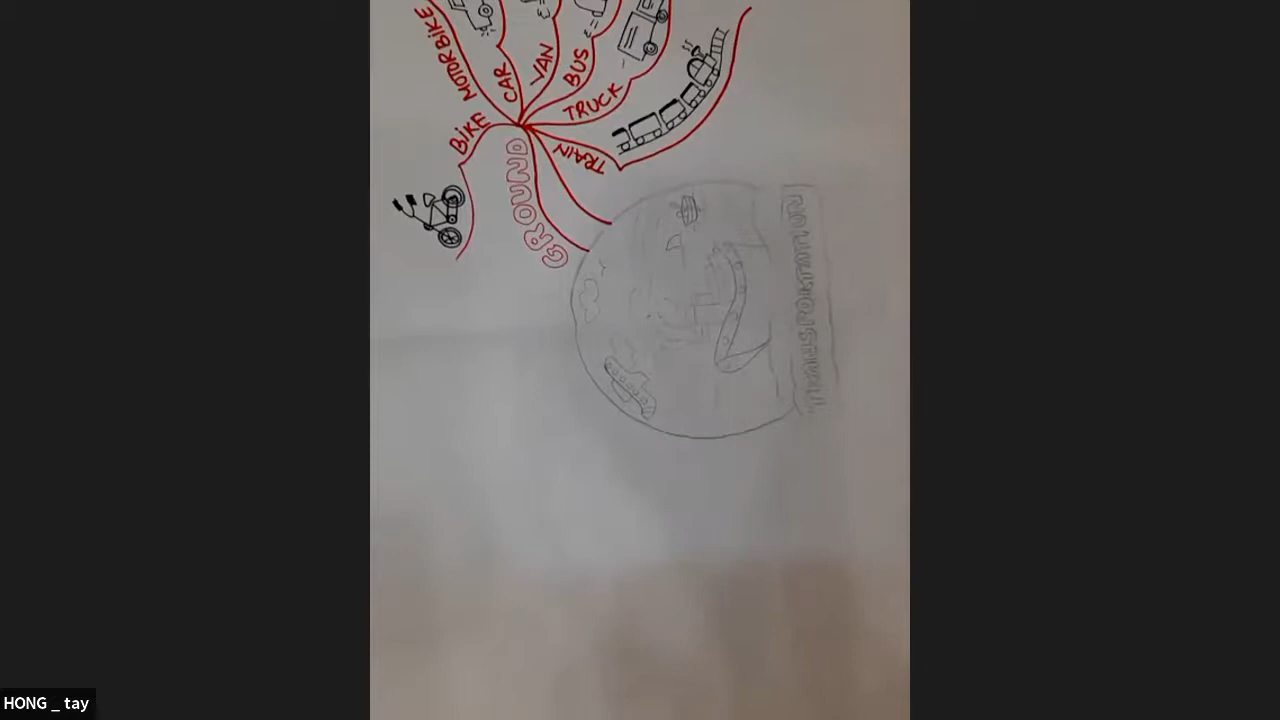 MOTORBIKE
CAR
VAN
BUS
TRUCK
TRAIN
BIKE
GROUND
TRANSPORTATION
HONG _ tay